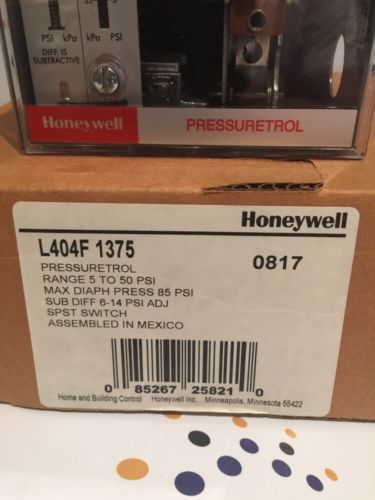 PSI kPa kPa PSI
DIFF. IS
SUBTRACTIVE
Honeywell
PRESSURETROL
Honeywell
L404F 1375
0817
PRESSURETROL
RANGE 5 TO 50 PSI
MAX DIAPH PRESS 85 PSI
SUB DIFF 6-14 PSI ADJ
SPST SWITCH
ASSEMBLED IN MEXICO
0 85267 25821 0
Home and Building Control Honeywell Inc. Minneapolis, Minnesota 55422